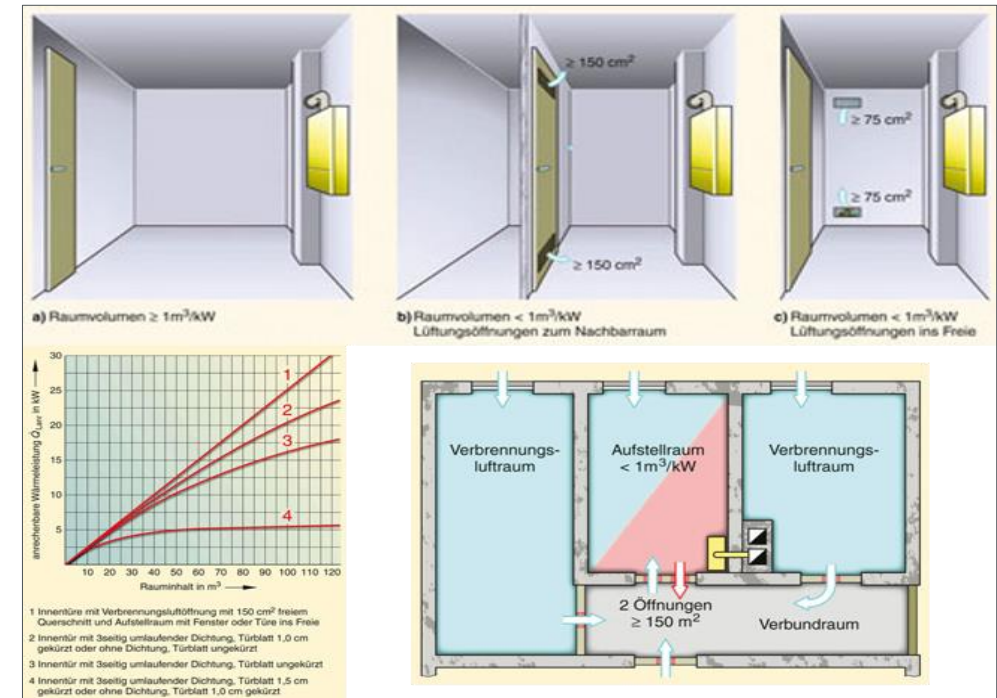 ≥ 150 cm²
≥ 150 cm²
≥ 75 cm²
≥ 75 cm²
a) Raumvolumen ≥ 1m³/kW
b) Raumvolumen < 1m³/kW
Lüftungsöffnungen zum Nachbarraum
c) Raumvolumen < 1m³/kW
Lüftungsöffnungen ins Freie
anrechenbare Wärmeleistung Q̇L,anr in kW
30
25
20
15
10
5
1
2
3
4
10 20 30 40 50 60 70 80 90 100 110 120
Rauminhalt in m³
1 Innentüre mit Verbrennungsluftöffnung mit 150 cm² freiem
Querschnitt und Aufstellraum mit Fenster oder Türe ins Freie
2 Innentür mit 3seitig umlaufender Dichtung, Türblatt 1,0 cm
gekürzt oder ohne Dichtung, Türblatt ungekürzt
3 Innentür mit 3seitig umlaufender Dichtung, Türblatt ungekürzt
4 Innentür mit 3seitig umlaufender Dichtung, Türblatt 1,5 cm
gekürzt oder ohne Dichtung, Türblatt 1,0 cm gekürzt
Verbrennungs-
luftraum
Aufstellraum
< 1m³/kW
Verbrennungs-
luftraum
2 Öffnungen
≥ 150 m²
Verbundraum